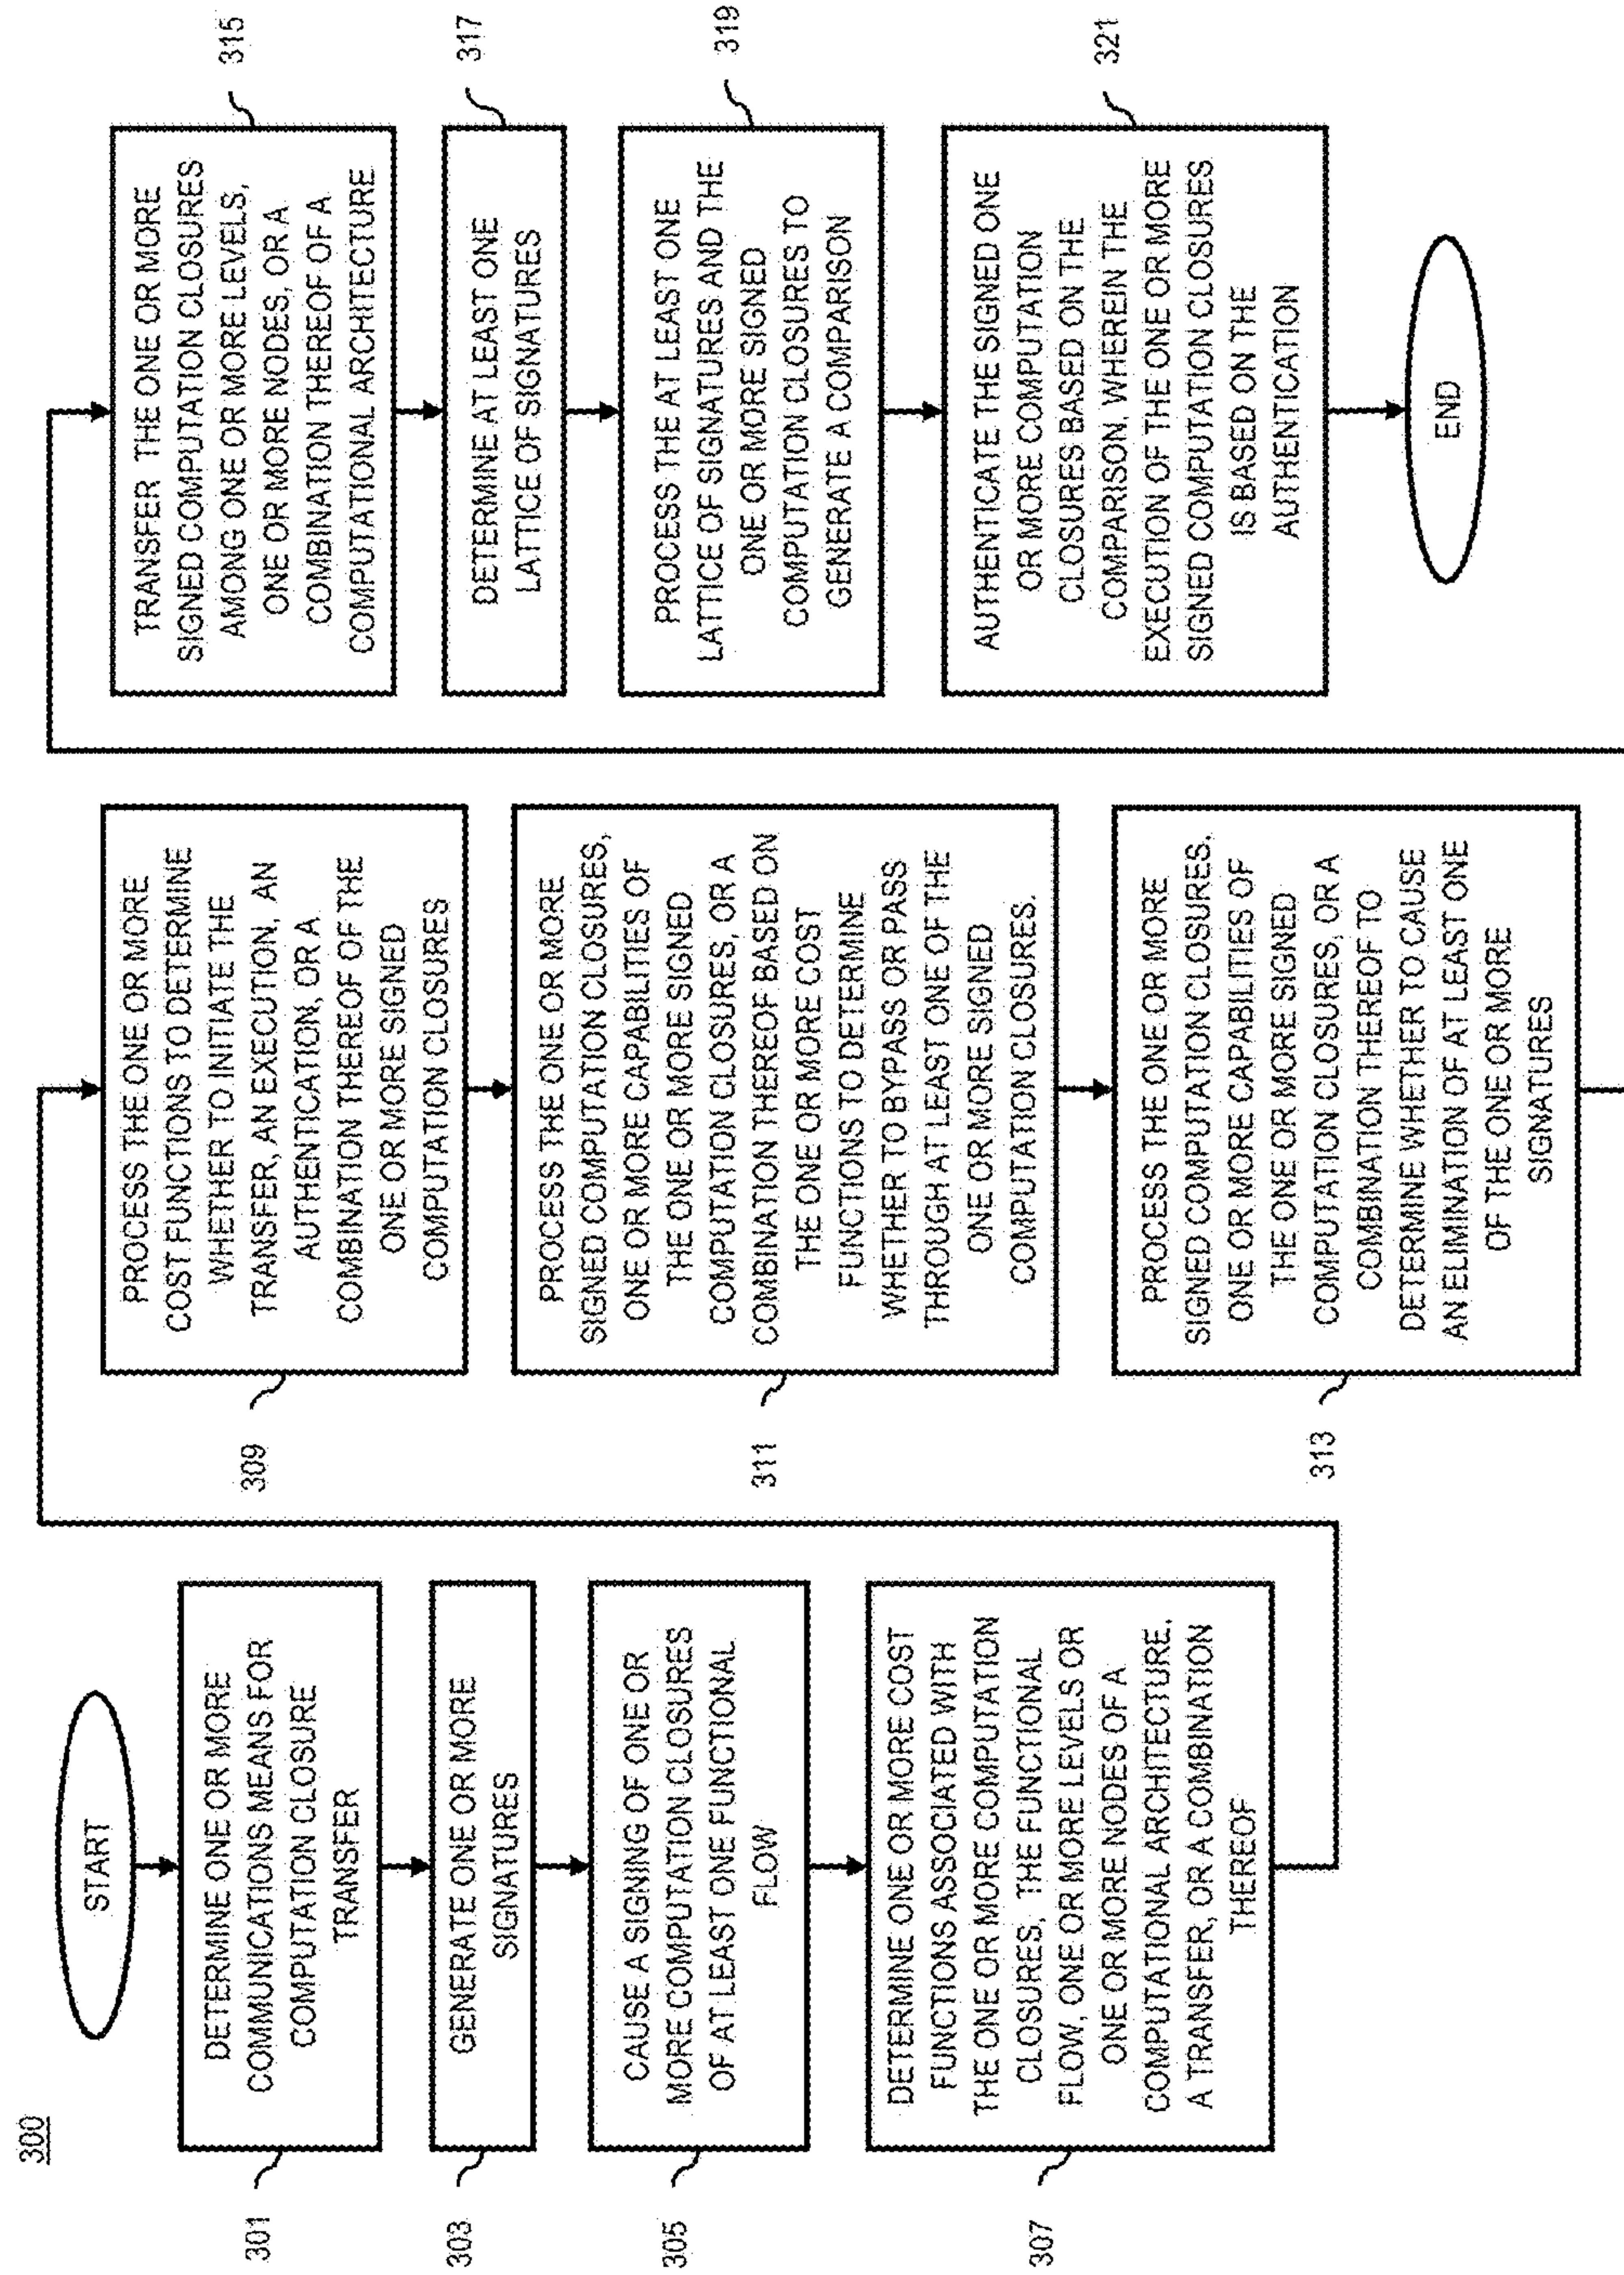 300
START
301
DETERMINE ONE OR MORE
COMMUNICATIONS MEANS FOR
COMPUTATION CLOSURE
TRANSFER
303
GENERATE ONE OR MORE
SIGNATURES
305
CAUSE A SIGNING OF ONE OR
MORE COMPUTATION CLOSURES
OF AT LEAST ONE FUNCTIONAL
FLOW
307
DETERMINE ONE OR MORE COST
FUNCTIONS ASSOCIATED WITH
THE ONE OR MORE COMPUTATION
CLOSURES, THE FUNCTIONAL
FLOW, ONE OR MORE LEVELS OR
ONE OR MORE NODES OF A
COMPUTATIONAL ARCHITECTURE,
A TRANSFER, OR A COMBINATION
THEREOF
309
PROCESS THE ONE OR MORE
COST FUNCTIONS TO DETERMINE
WHETHER TO INITIATE THE
TRANSFER, AN EXECUTION, AN
AUTHENTICATION, OR A
COMBINATION THEREOF OF THE
ONE OR MORE SIGNED
COMPUTATION CLOSURES
311
PROCESS THE ONE OR MORE
SIGNED COMPUTATION CLOSURES,
ONE OR MORE CAPABILITIES OF
THE ONE OR MORE SIGNED
COMPUTATION CLOSURES, OR A
COMBINATION THEREOF BASED ON
THE ONE OR MORE COST
FUNCTIONS TO DETERMINE
WHETHER TO BYPASS OR PASS
THROUGH AT LEAST ONE OF THE
ONE OR MORE SIGNED
COMPUTATION CLOSURES.
313
PROCESS THE ONE OR MORE
SIGNED COMPUTATION CLOSURES,
ONE OR MORE CAPABILITIES OF
THE ONE OR MORE SIGNED
COMPUTATION CLOSURES, OR A
COMBINATION THEREOF TO
DETERMINE WHETHER TO CAUSE
AN ELIMINATION OF AT LEAST ONE
OF THE ONE OR MORE
SIGNATURES
315
TRANSFER THE ONE OR MORE
SIGNED COMPUTATION CLOSURES
AMONG ONE OR MORE LEVELS,
ONE OR MORE NODES, OR A
COMBINATION THEREOF OF A
COMPUTATIONAL ARCHITECTURE
317
DETERMINE AT LEAST ONE
LATTICE OF SIGNATURES
319
PROCESS THE AT LEAST ONE
LATTICE OF SIGNATURES AND THE
ONE OR MORE SIGNED
COMPUTATION CLOSURES TO
GENERATE A COMPARISON
321
AUTHENTICATE THE SIGNED ONE
OR MORE COMPUTATION
CLOSURES BASED ON THE
COMPARISON, WHEREIN THE
EXECUTION OF THE ONE OR MORE
SIGNED COMPUTATION CLOSURES
IS BASED ON THE
AUTHENTICATION
END